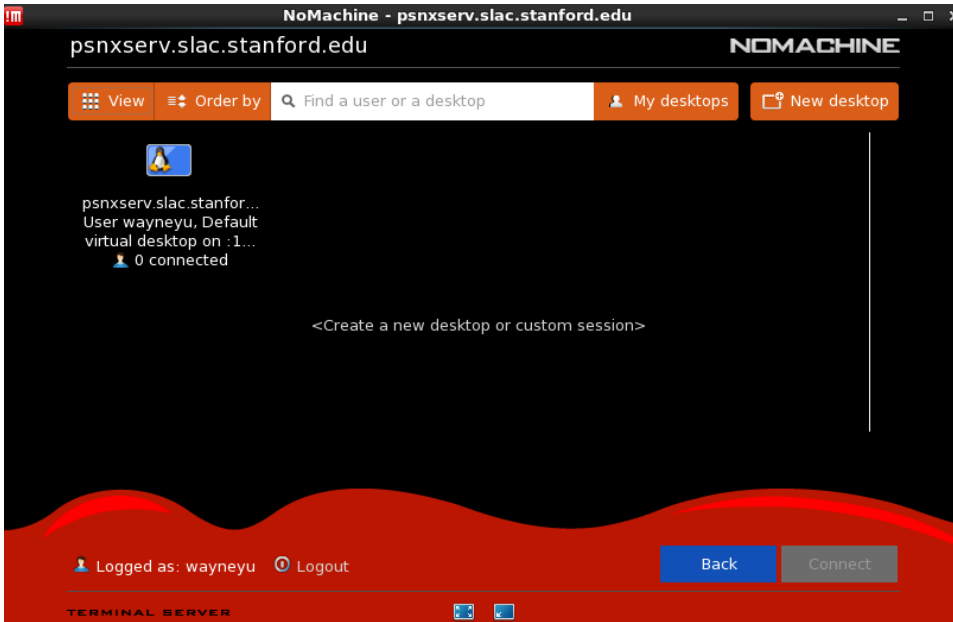 !m NoMachine - psnxserv.slac.stanford.edu
psnxserv.slac.stanford.edu NOMACHINE
View Order by Find a user or a desktop My desktops New desktop
psnxserv.slac.stanfor...
User wayneyu, Default
virtual desktop on :1...
0 connected
<Create a new desktop or custom session>
Logged as: wayneyu Logout Back Connect
TERMINAL SERVER